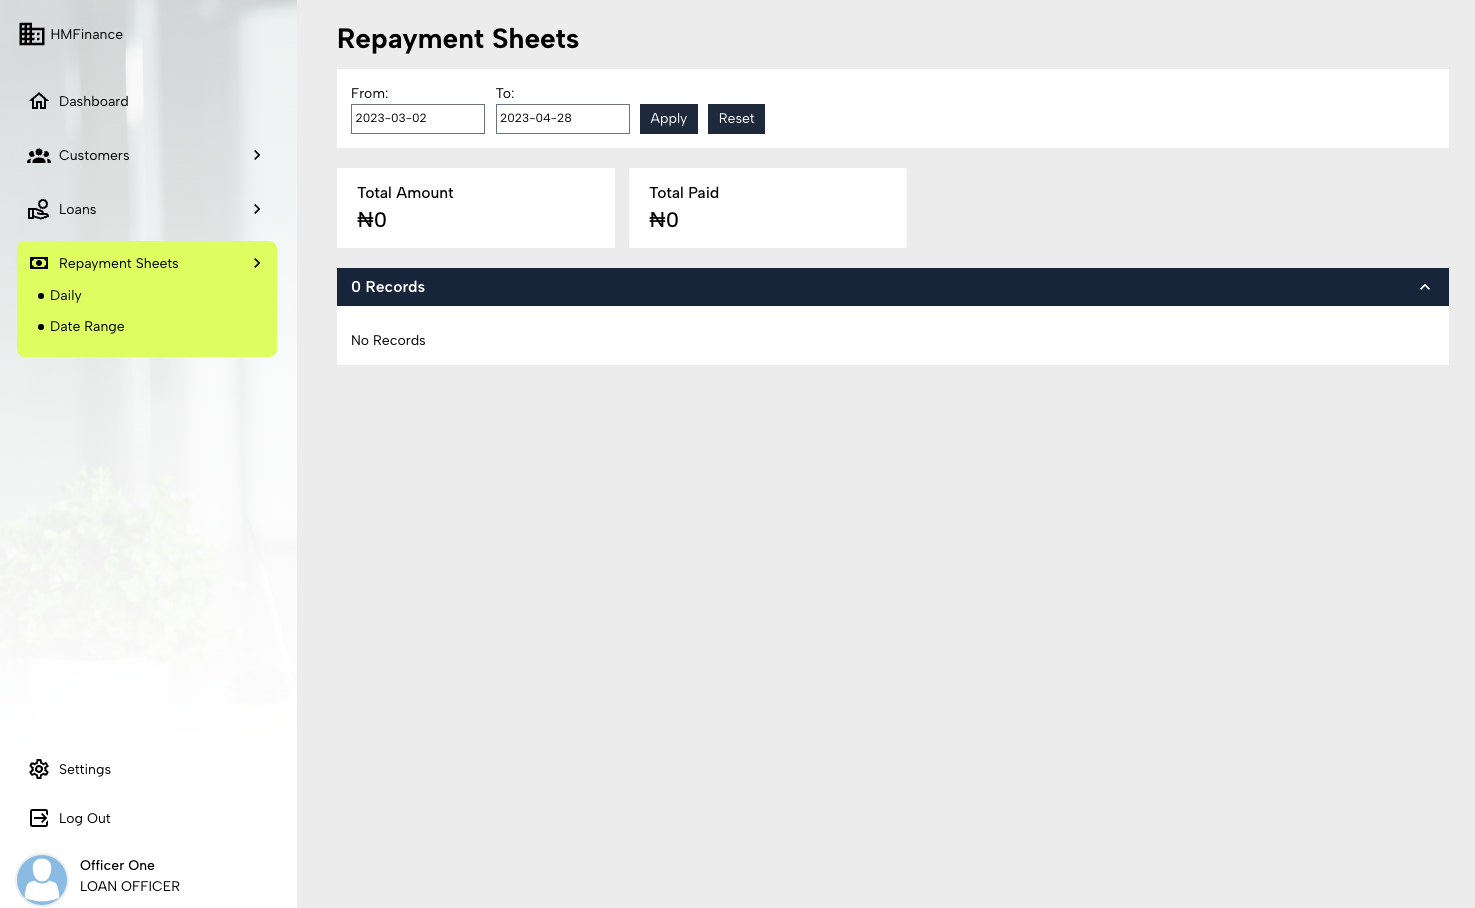 HMFinance
Dashboard
Customers
Loans
Repayment Sheets
Daily
Date Range
Settings
Log Out
Officer One
LOAN OFFICER
Repayment Sheets
From: To:
2023-03-02 2023-04-28 Apply Reset
Total Amount Total Paid
₦0 ₦0
0 Records
No Records